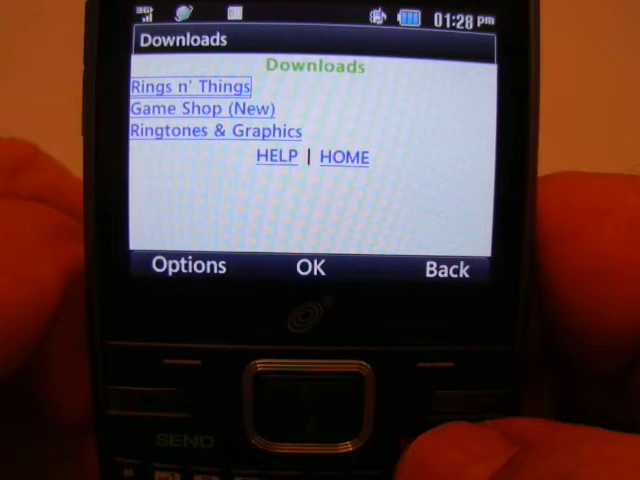 01:28 pm
Downloads
Downloads
Rings n' Things
Game Shop (New)
Ringtones & Graphics
HELP | HOME
Options OK Back
SEND